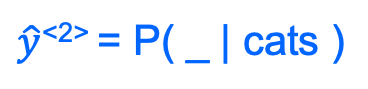 ŷ<2> = P( _ | cats )